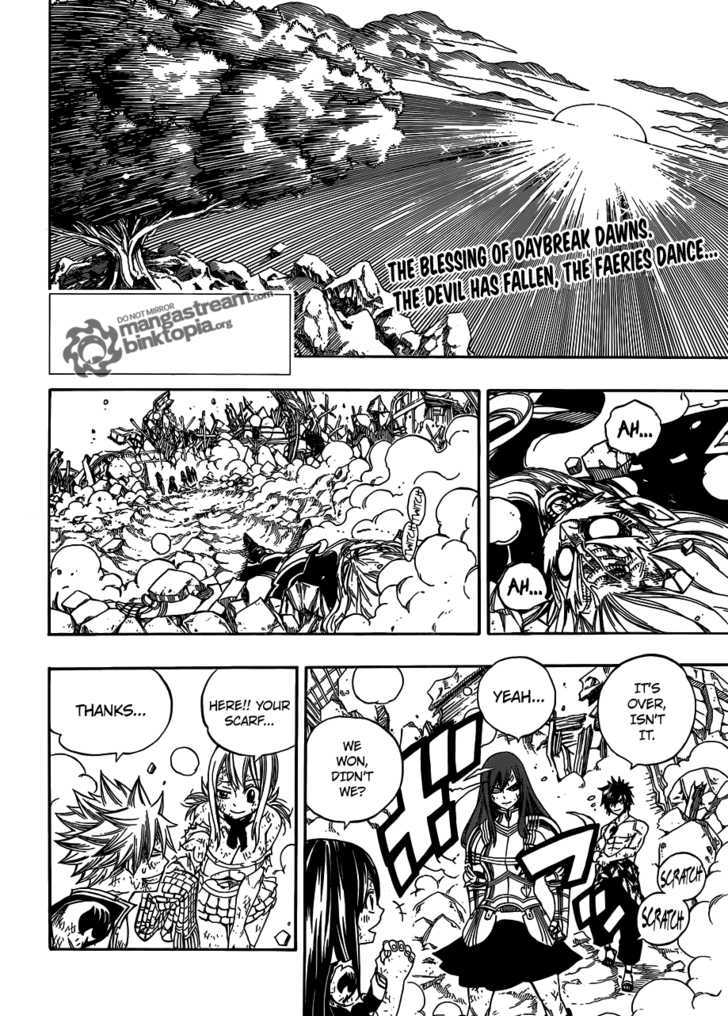 THE BLESSING OF DAYBREAK DAWNS.
THE DEVIL HAS FALLEN, THE FAERIES DANCE...
DO NOT MIRROR
mangastream.com
binktopia.org
AH...
AH...
TWITCH
TWITCH
IT'S
OVER,
ISN'T
IT.
YEAH...
WE
WON,
DIDN'T
WE?
SCRATCH
SCRATCH
HERE!! YOUR
SCARF...
THANKS...